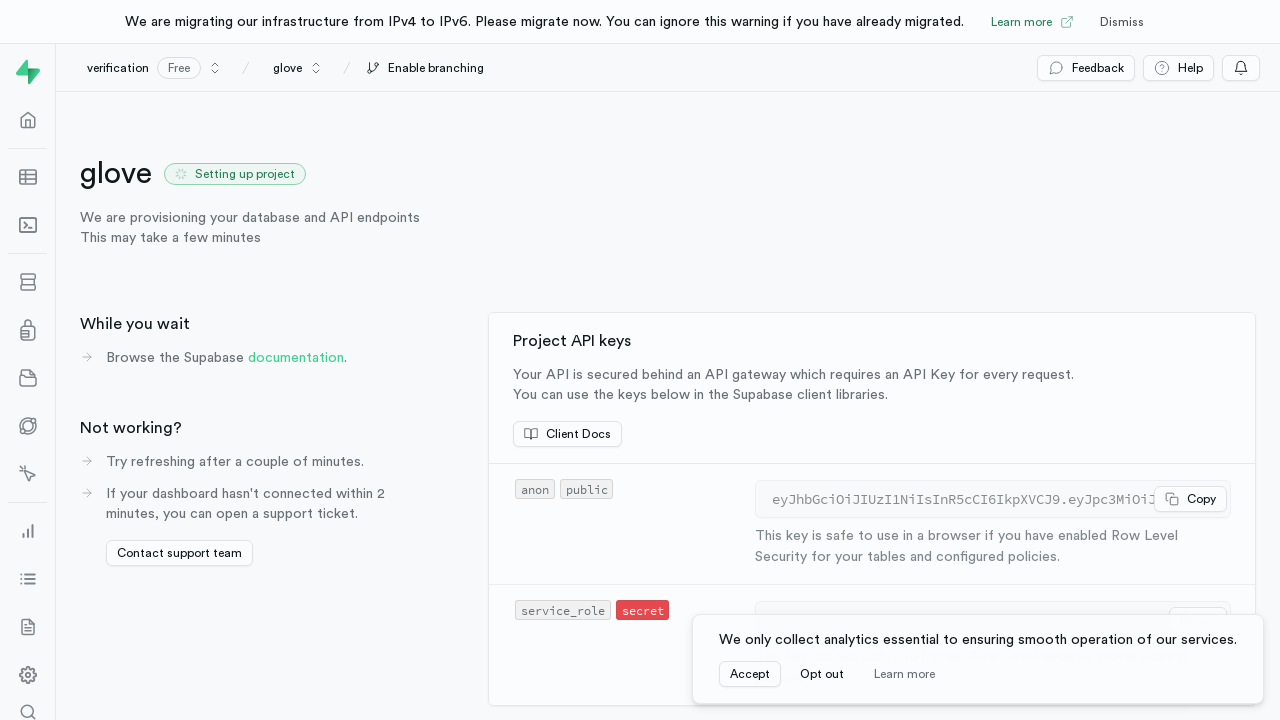 We are migrating our infrastructure from IPv4 to IPv6. Please migrate now. You can ignore this warning if you have already migrated.
Learn more
Dismiss
verification
Free
/
glove
/
Enable branching
Feedback
Help
glove
Setting up project
We are provisioning your database and API endpoints
This may take a few minutes
While you wait
Browse the Supabase documentation.
Not working?
Try refreshing after a couple of minutes.
If your dashboard hasn't connected within 2
minutes, you can open a support ticket.
Contact support team
Project API keys
Your API is secured behind an API gateway which requires an API Key for every request.
You can use the keys below in the Supabase client libraries.
Client Docs
anon public
eyJhbGciOiJIUzI1NiIsInR5cCI6IkpXVCJ9.eyJpc3MiOiJ
Copy
This key is safe to use in a browser if you have enabled Row Level
Security for your tables and configured policies.
service_role secret
We only collect analytics essential to ensuring smooth operation of our services.
Accept
Opt out
Learn more